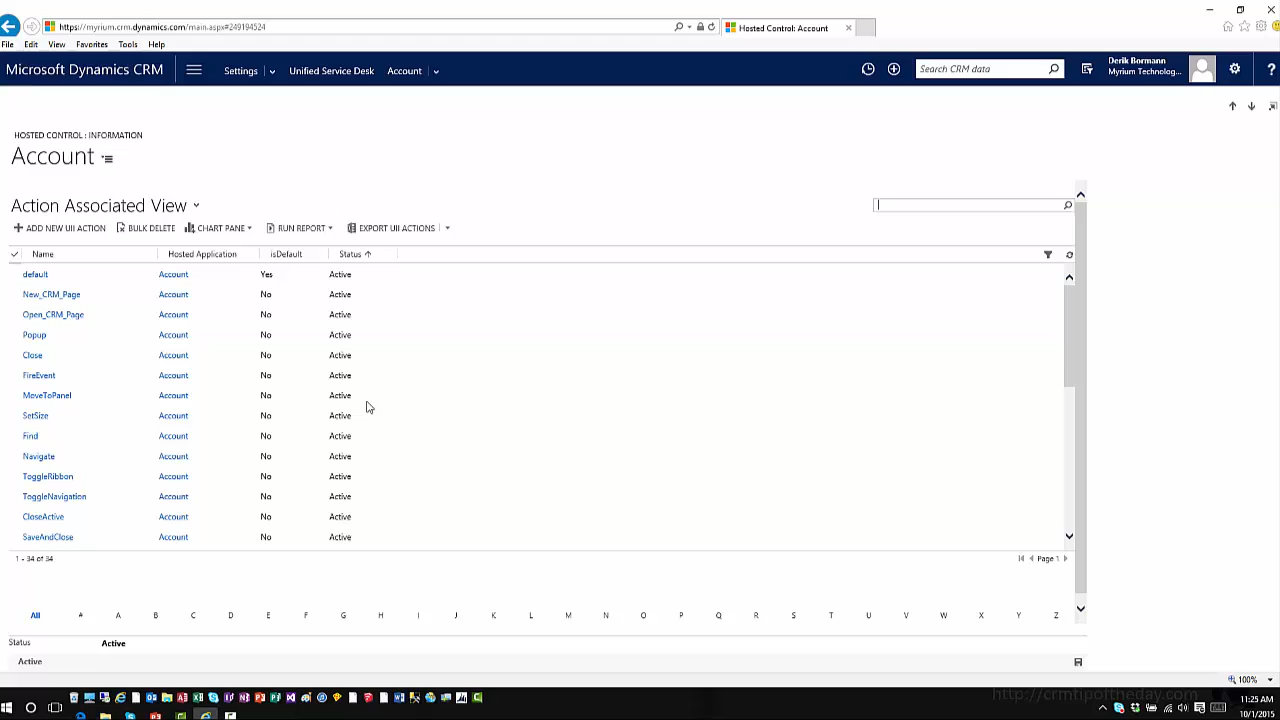 https://myrium.crm.dynamics.com/main.aspx#249194524
Hosted Control: Account
File Edit View Favorites Tools Help
Microsoft Dynamics CRM Settings Unified Service Desk Account Search CRM data Derik Bormann
Myrium Technolog...
HOSTED CONTROL : INFORMATION
Account
Action Associated View
ADD NEW UII ACTION BULK DELETE CHART PANE RUN REPORT EXPORT UII ACTIONS
Name Hosted Application isDefault Status
default Account Yes Active
New_CRM_Page Account No Active
Open_CRM_Page Account No Active
Popup Account No Active
Close Account No Active
FireEvent Account No Active
MoveToPanel Account No Active
SetSize Account No Active
Find Account No Active
Navigate Account No Active
ToggleRibbon Account No Active
ToggleNavigation Account No Active
CloseActive Account No Active
SaveAndClose Account No Active
1 - 34 of 34 Page 1
All # A B C D E F G H I J K L M N O P Q R S T U V W X Y Z
Status Active
Active
100%
http://crmtipoftheday.com
11:25 AM
10/1/2015